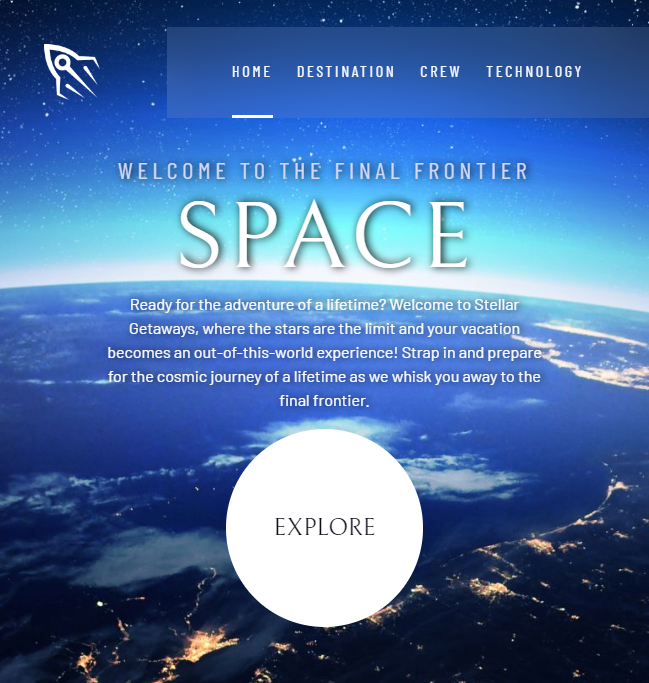 HOME DESTINATION CREW TECHNOLOGY
WELCOME TO THE FINAL FRONTIER
SPACE
Ready for the adventure of a lifetime? Welcome to Stellar
Getaways, where the stars are the limit and your vacation
becomes an out-of-this-world experience! Strap in and prepare
for the cosmic journey of a lifetime as we whisk you away to the
final frontier.
EXPLORE